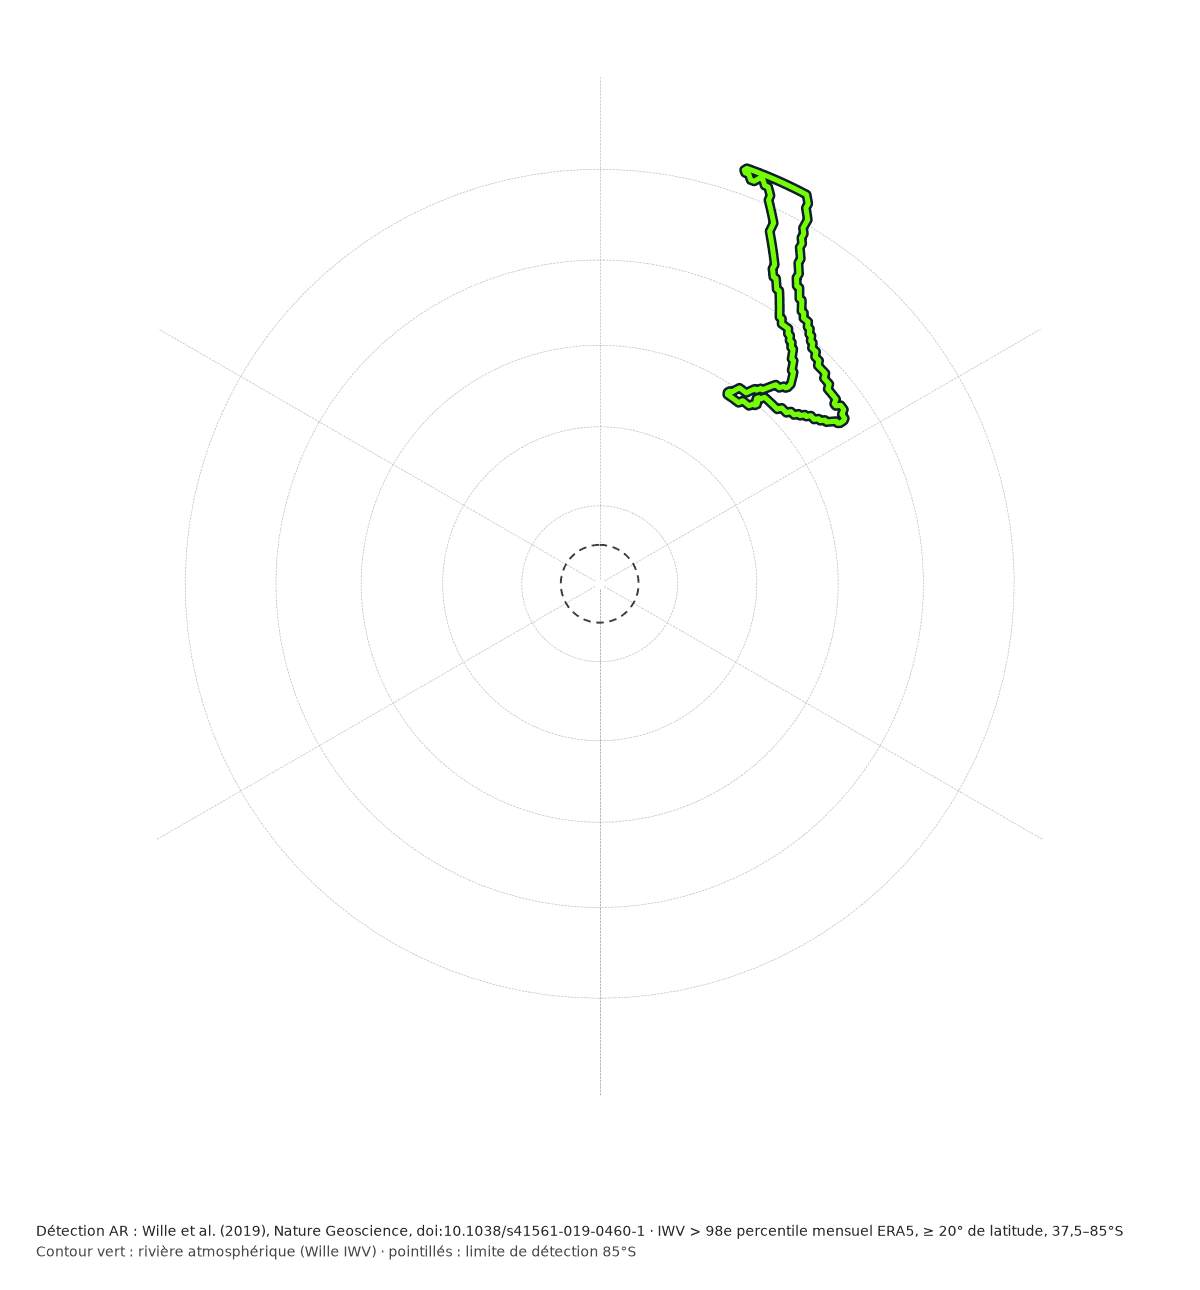 Détection AR : Wille et al. (2019), Nature Geoscience, doi:10.1038/s41561-019-0460-1 · IWV > 98e percentile mensuel ERA5, ≥ 20° de latitude, 37,5–85°S
Contour vert : rivière atmosphérique (Wille IWV) · pointillés : limite de détection 85°S